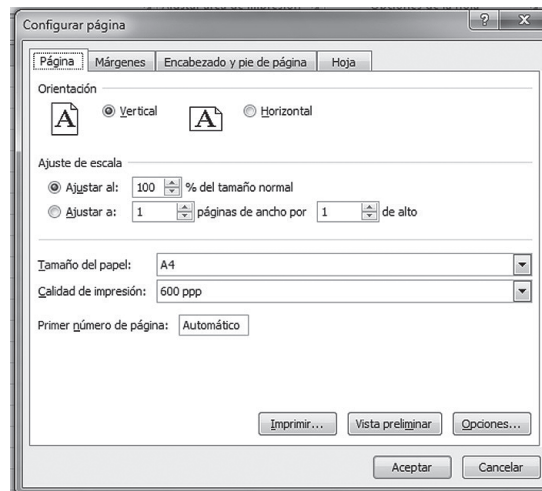 Configurar página
Página Márgenes Encabezado y pie de página Hoja
Orientación
A Vertical A Horizontal
Ajuste de escala
Ajustar al: 100 % del tamaño normal
Ajustar a: 1 páginas de ancho por 1 de alto
Tamaño del papel: A4
Calidad de impresión: 600 ppp
Primer número de página: Automático
Imprimir... Vista preliminar Opciones...
Aceptar Cancelar